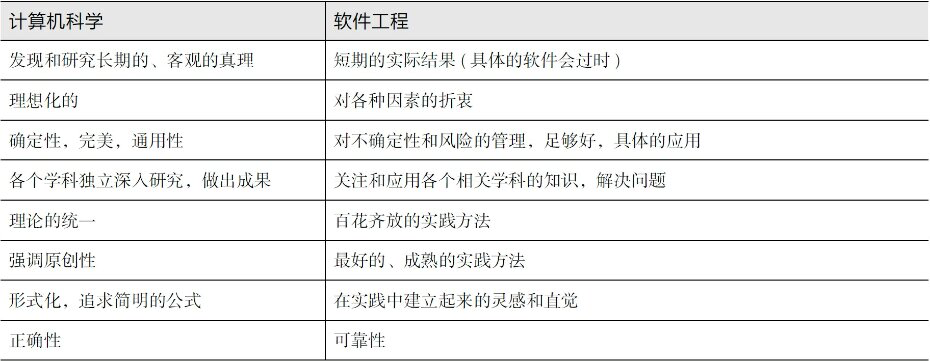 计算机科学 软件工程
发现和研究长期的、客观的真理 短期的实际结果(具体的软件会过时)
理想化的 对各种因素的折衷
确定性，完美，通用性 对不确定性和风险的管理，足够好，具体的应用
各个学科独立深入研究，做出成果 关注和应用各个相关学科的知识，解决问题
理论的统一 百花齐放的实践方法
强调原创性 最好的、成熟的实践方法
形式化，追求简明的公式 在实践中建立起来的灵感和直觉
正确性 可靠性